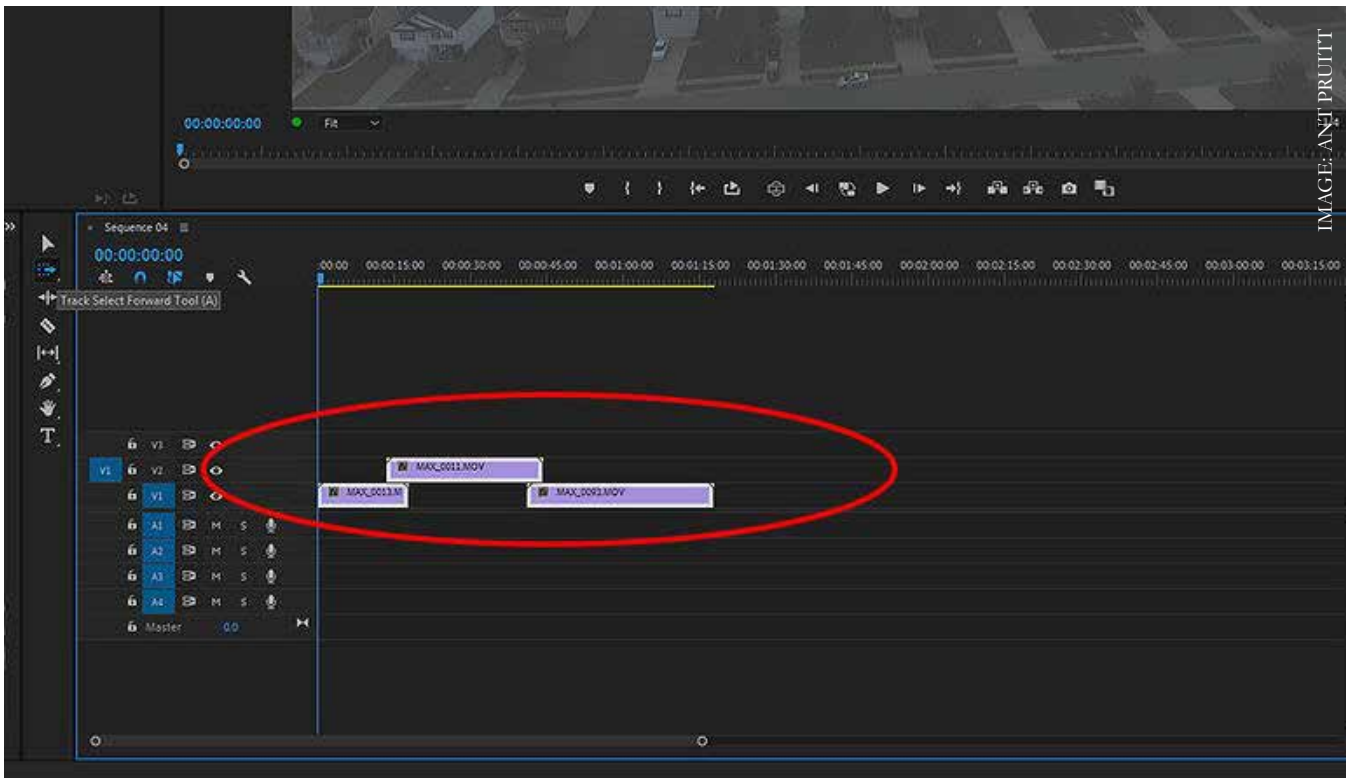 IMAGE: ANT PRUITT
00:00:00:00 Fit
Sequence 04
00:00:00:00
:00:00 00:00:15:00 00:00:30:00 00:00:45:00 00:01:00:00 00:01:15:00 00:01:30:00 00:01:45:00 00:02:00:00 00:02:15:00 00:02:30:00 00:02:45:00 00:03:00:00 00:03:15:00
Track Select Forward Tool (A)
T
V3
V1 V2 MAX_0011.MOV
V1 MAX_0013.M MAX_0093.MOV
A1 M S
A2 M S
A3 M S
A4 M S
Master 0.0